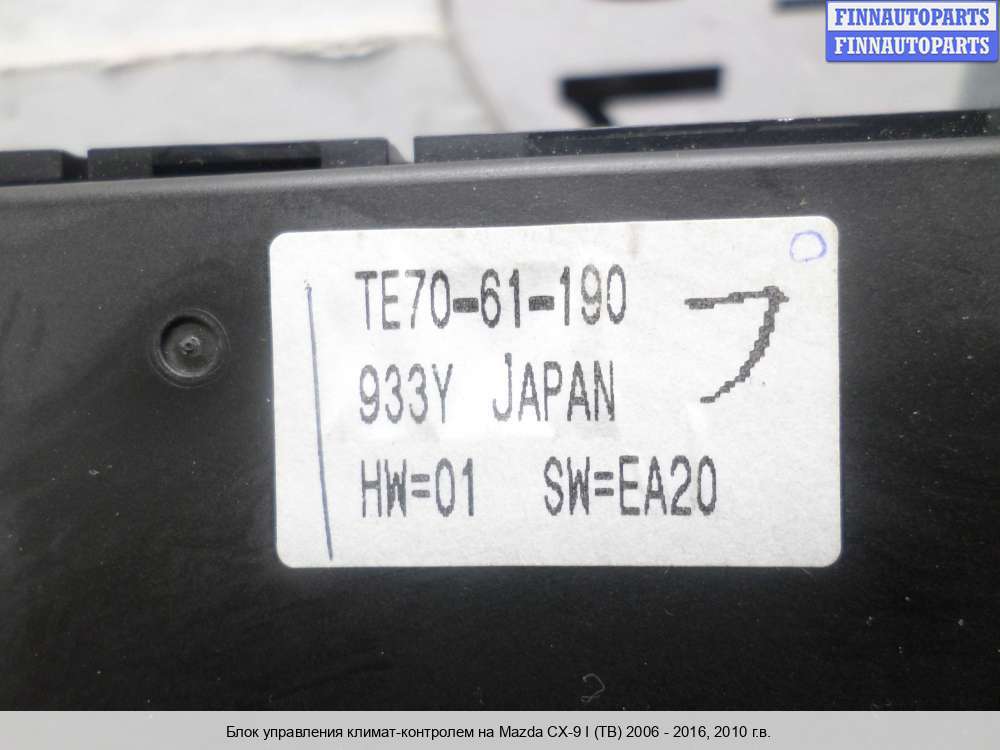 FINNAUTOPARTS
FINNAUTOPARTS
TE70-61-190 フ
933Y JAPAN
HW=01 SW=EA20
Блок управления климат-контролем на Mazda CX-9 I (TB) 2006 - 2016, 2010 г.в.